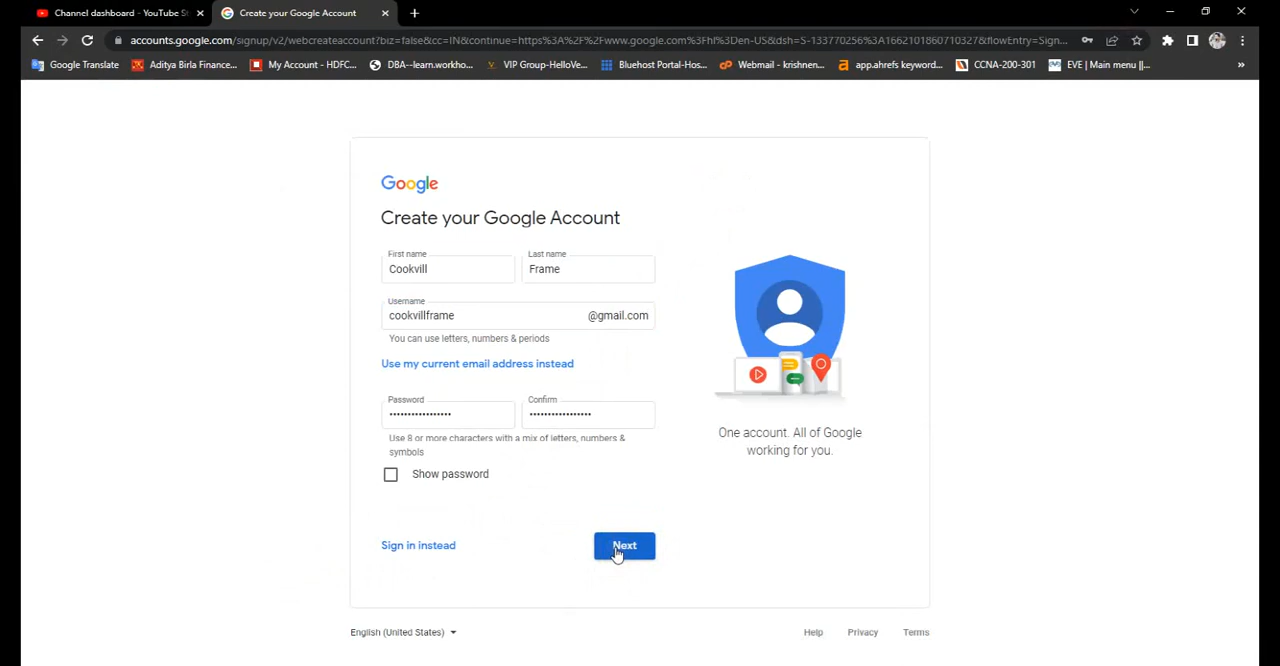 Channel dashboard - YouTube St
Create your Google Account
accounts.google.com/signup/v2/webcreateaccount?biz=false&cc=IN&continue=https%3A%2F%2Fwww.google.com%3Fhl%3Den-US&dsh=S-133770256%3A1662101860710327&flowEntry=Sign...
Google Translate
Aditya Birla Finance...
My Account - HDFC...
DBA--learn.workho...
VIP Group-HelloVe...
Bluehost Portal-Hos...
Webmail - krishnen...
app.ahrefs keyword...
CCNA-200-301
EVE | Main menu ||...
Google
Create your Google Account
First name
Cookvill
Last name
Frame
Username
cookvillframe
@gmail.com
You can use letters, numbers & periods
Use my current email address instead
Password
Confirm
Use 8 or more characters with a mix of letters, numbers &
symbols
Show password
Sign in instead
Next
One account. All of Google
working for you.
English (United States)
Help
Privacy
Terms